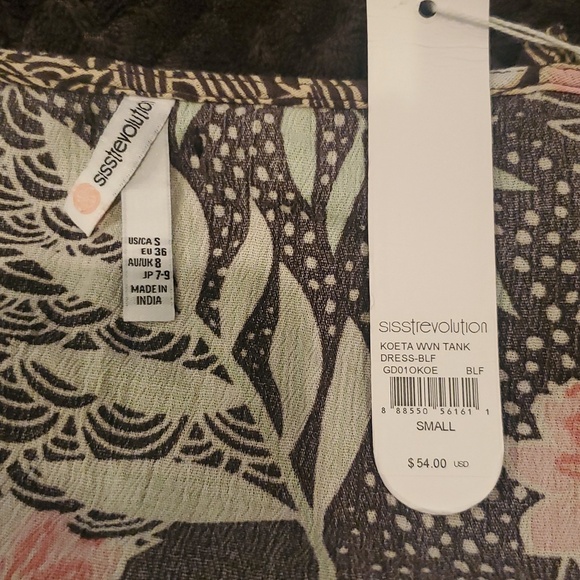 sisstrevolution
US/CA S
EU 36
AU/UK 8
JP 7-9
MADE IN
INDIA
sisstrevolution
KOETA WVN TANK
DRESS-BLF
GD01OKOE BLF
8 88550 56161 1
SMALL
$54.00 USD